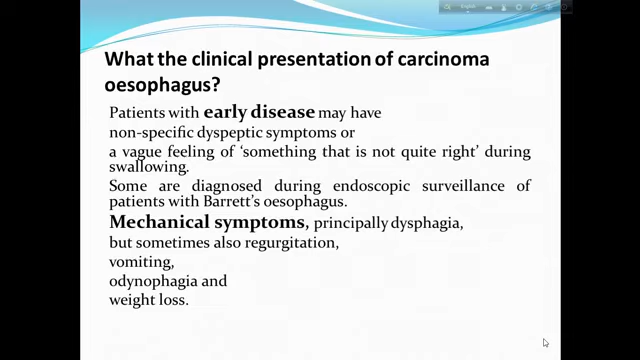 English
What the clinical presentation of carcinoma
oesophagus?
Patients with early disease may have
non-specific dyspeptic symptoms or
a vague feeling of ‘something that is not quite right’ during
swallowing.
Some are diagnosed during endoscopic surveillance of
patients with Barrett's oesophagus.
Mechanical symptoms, principally dysphagia,
but sometimes also regurgitation,
vomiting,
odynophagia and
weight loss.